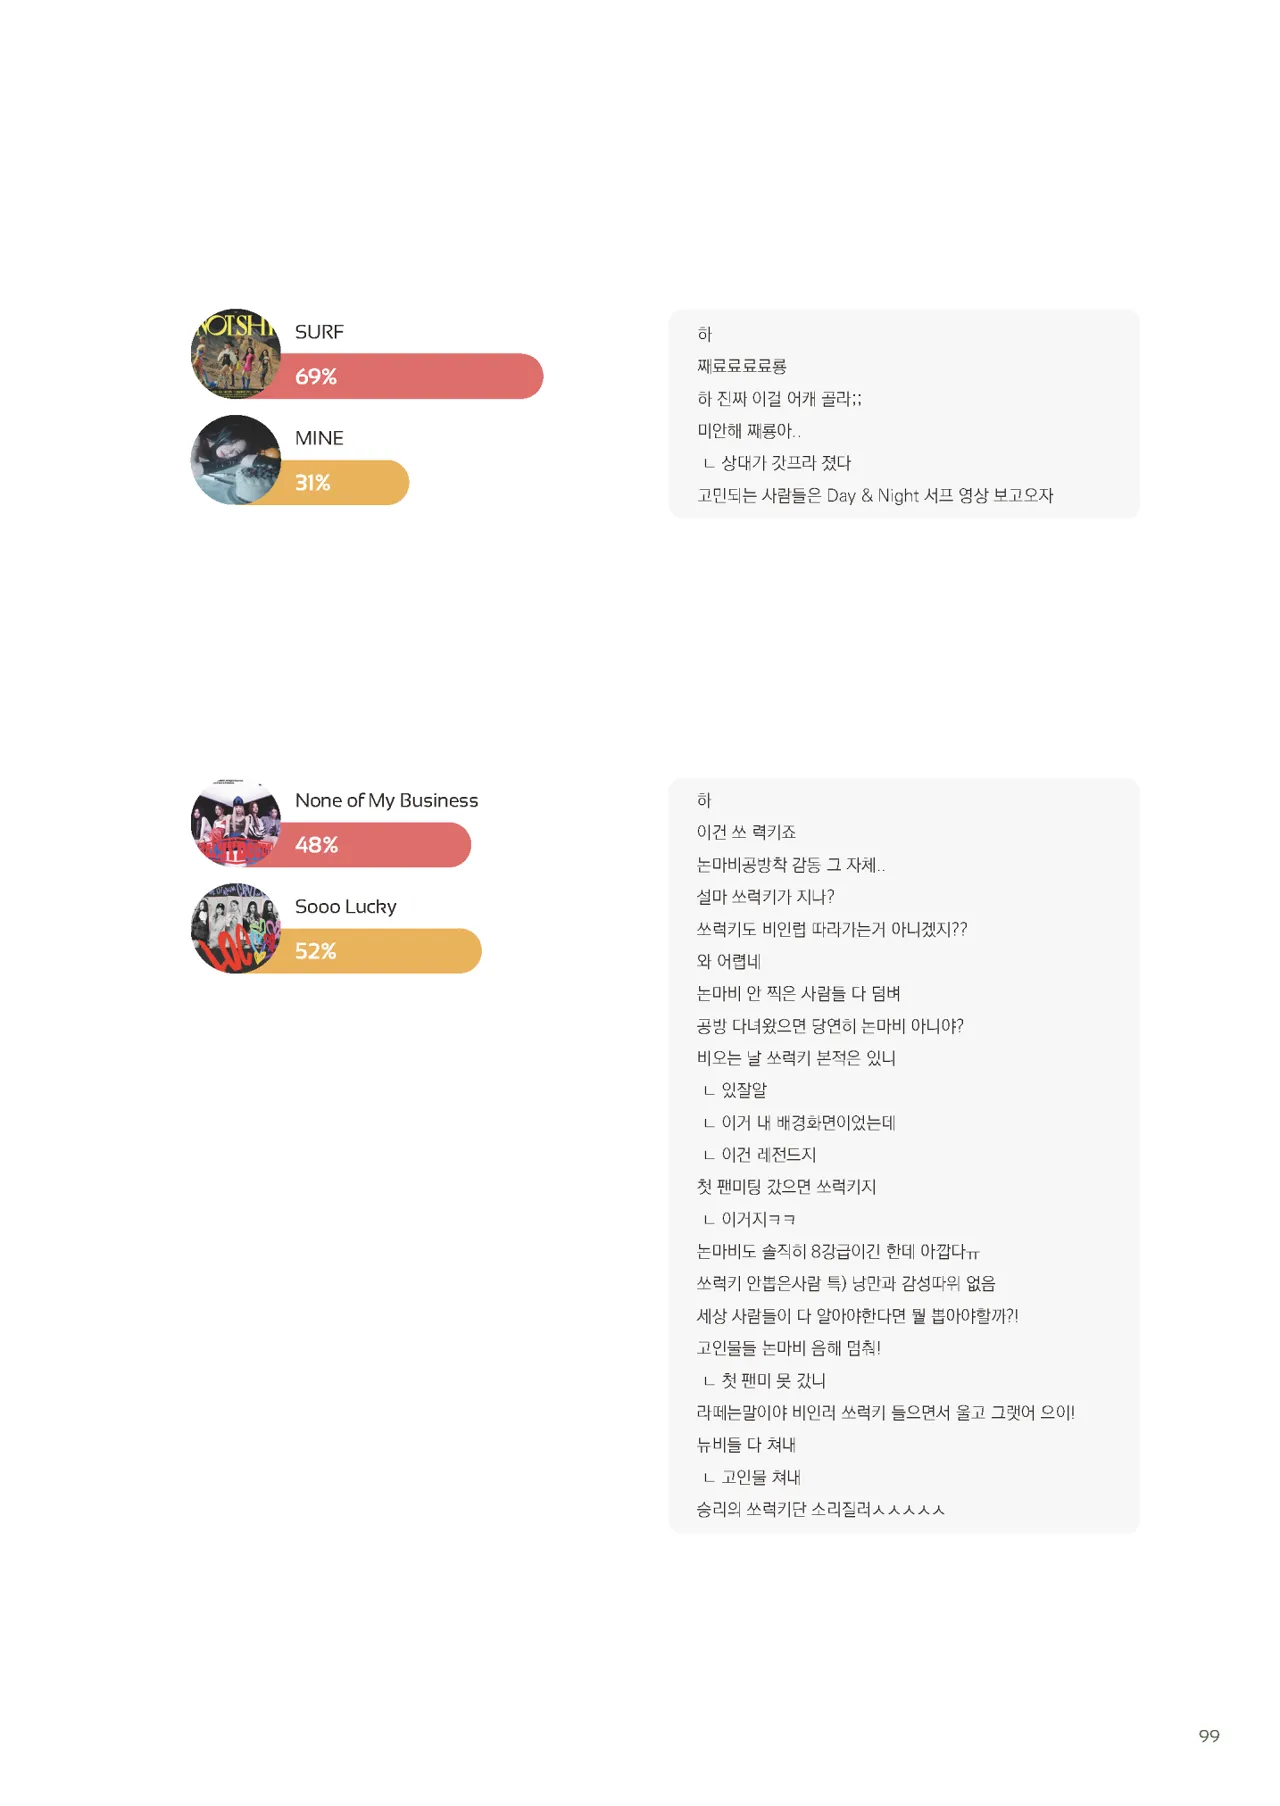 NOT SHY
SURF
69%
MINE
31%
하
째료료료료룡
하 진짜 이걸 어캐 골라;;
미안해 째룡아..
ㄴ 상대가 갓프라 졌다
고민되는 사람들은 Day & Night 서프 영상 보고오자
None of My Business
48%
Sooo Lucky
52%
하
이건 쏘 럭키죠
논마비공방착 감동 그 자체..
설마 쏘럭키가 지나?
쏘럭키도 비인럽 따라가는거 아니겠지??
와 어렵네
논마비 안 찍은 사람들 다 덤벼
공방 다녀왔으면 당연히 논마비 아니야?
비오는 날 쏘럭키 본적은 있니
ㄴ 있잘알
ㄴ 이거 내 배경화면이었는데
ㄴ 이건 레전드지
첫 팬미팅 갔으면 쏘럭키지
ㄴ 이거지ㅋㅋ
논마비도 솔직히 8강급이긴 한데 아깝다ㅠ
쏘럭키 안뽑은사람 특) 낭만과 감성따위 없음
세상 사람들이 다 알아야한다면 뭘 뽑아야할까?!
고인물들 논마비 음해 멈춰!
ㄴ 첫 팬미 못 갔니
라떼는말이야 비인러 쏘럭키 들으면서 울고 그랬어 으이!
뉴비들 다 쳐내
ㄴ 고인물 쳐내
승리의 쏘럭키단 소리질러ㅅㅅㅅㅅㅅ
99